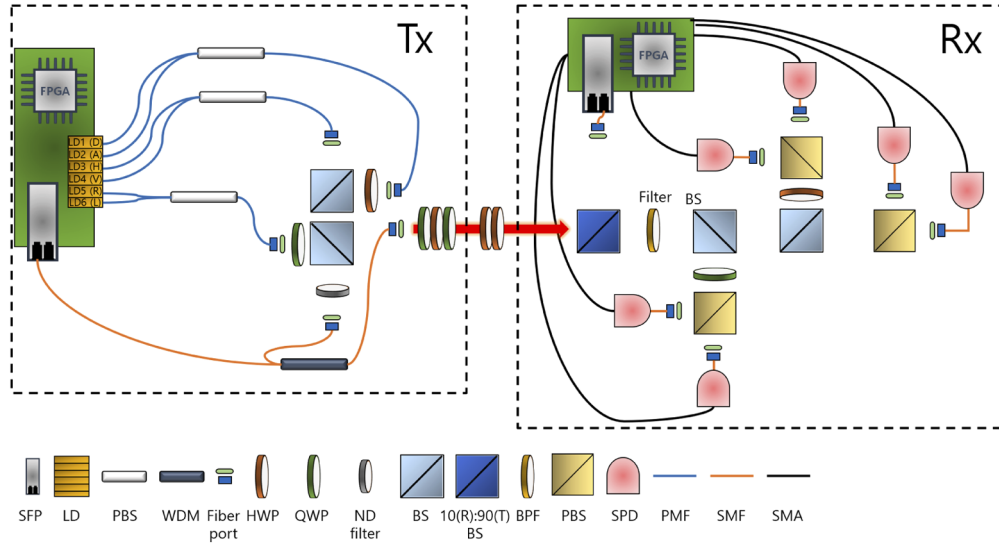 Tx
Rx
FPGA
FPGA
LD1 (D)
LD2 (A)
LD3 (H)
LD4 (V)
LD5 (R)
LD6 (L)
Filter
BS
SFP
LD
PBS
WDM
Fiber
port
HWP
QWP
ND
filter
BS
10(R):90(T)
BS
BPF
PBS
SPD
PMF
SMF
SMA